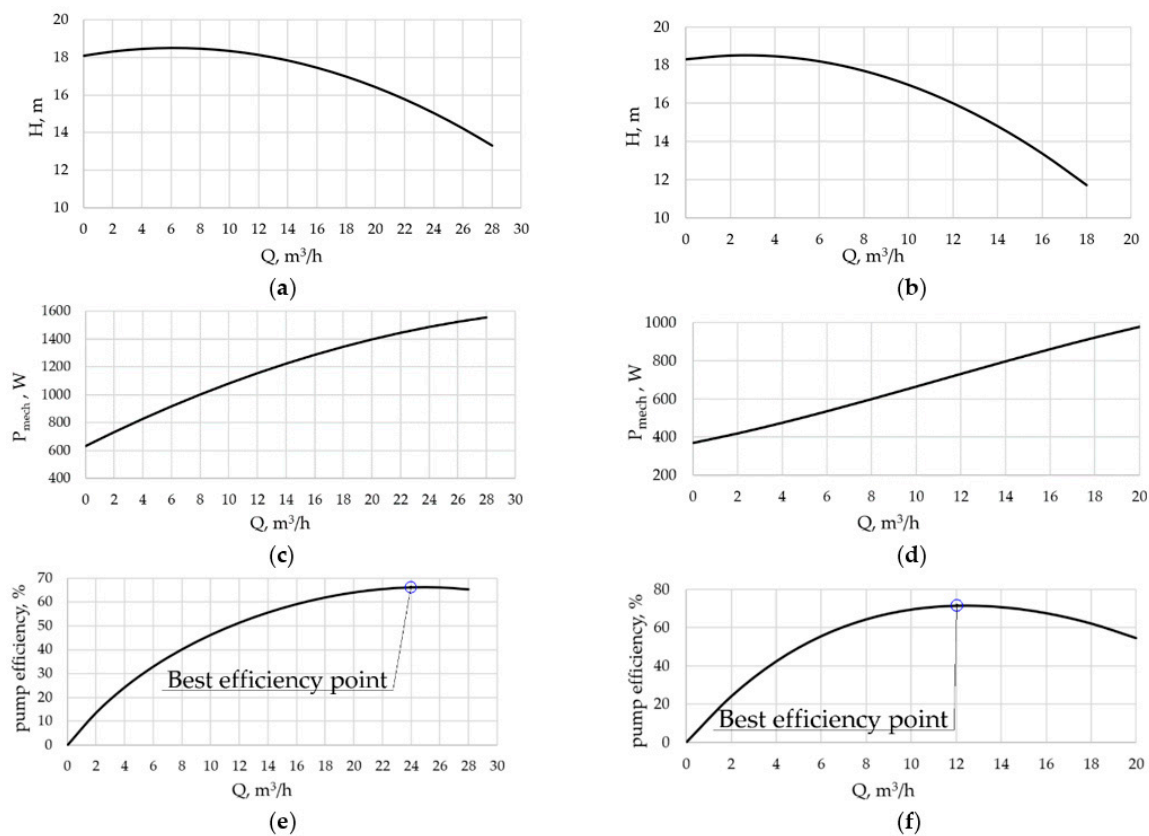 20
18
16
14
12
10
H, m
0 2 4 6 8 10 12 14 16 18 20 22 24 26 28 30
Q, m³/h
(a)
20
18
16
14
12
10
H, m
0 2 4 6 8 10 12 14 16 18 20
Q, m³/h
(b)
1600
1400
1200
1000
800
600
400
Pmech , W
0 2 4 6 8 10 12 14 16 18 20 22 24 26 28 30
Q, m³/h
(c)
1000
800
600
400
200
Pmech , W
0 2 4 6 8 10 12 14 16 18 20
Q, m³/h
(d)
70
60
50
40
30
20
10
0
pump efficiency, %
Best efficiency point
0 2 4 6 8 10 12 14 16 18 20 22 24 26 28 30
Q, m³/h
(e)
80
60
40
20
0
pump efficiency, %
Best efficiency point
0 2 4 6 8 10 12 14 16 18 20
Q, m³/h
(f)